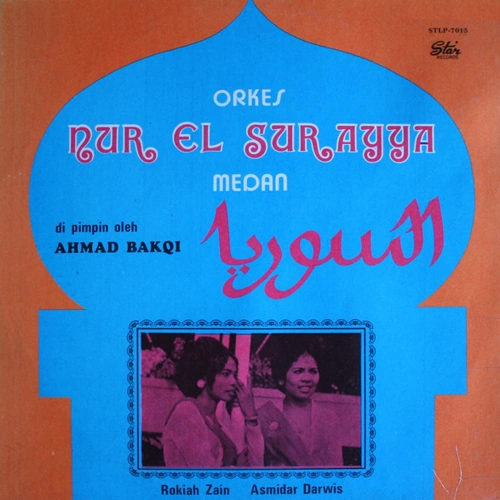 STLP-7015
Star
RECORDS
ORKES
NUR EL SURAYYA
MEDAN
di pimpin oleh
AHMAD BAKQI
السوريا
Rokiah Zain Asmidar Darwis